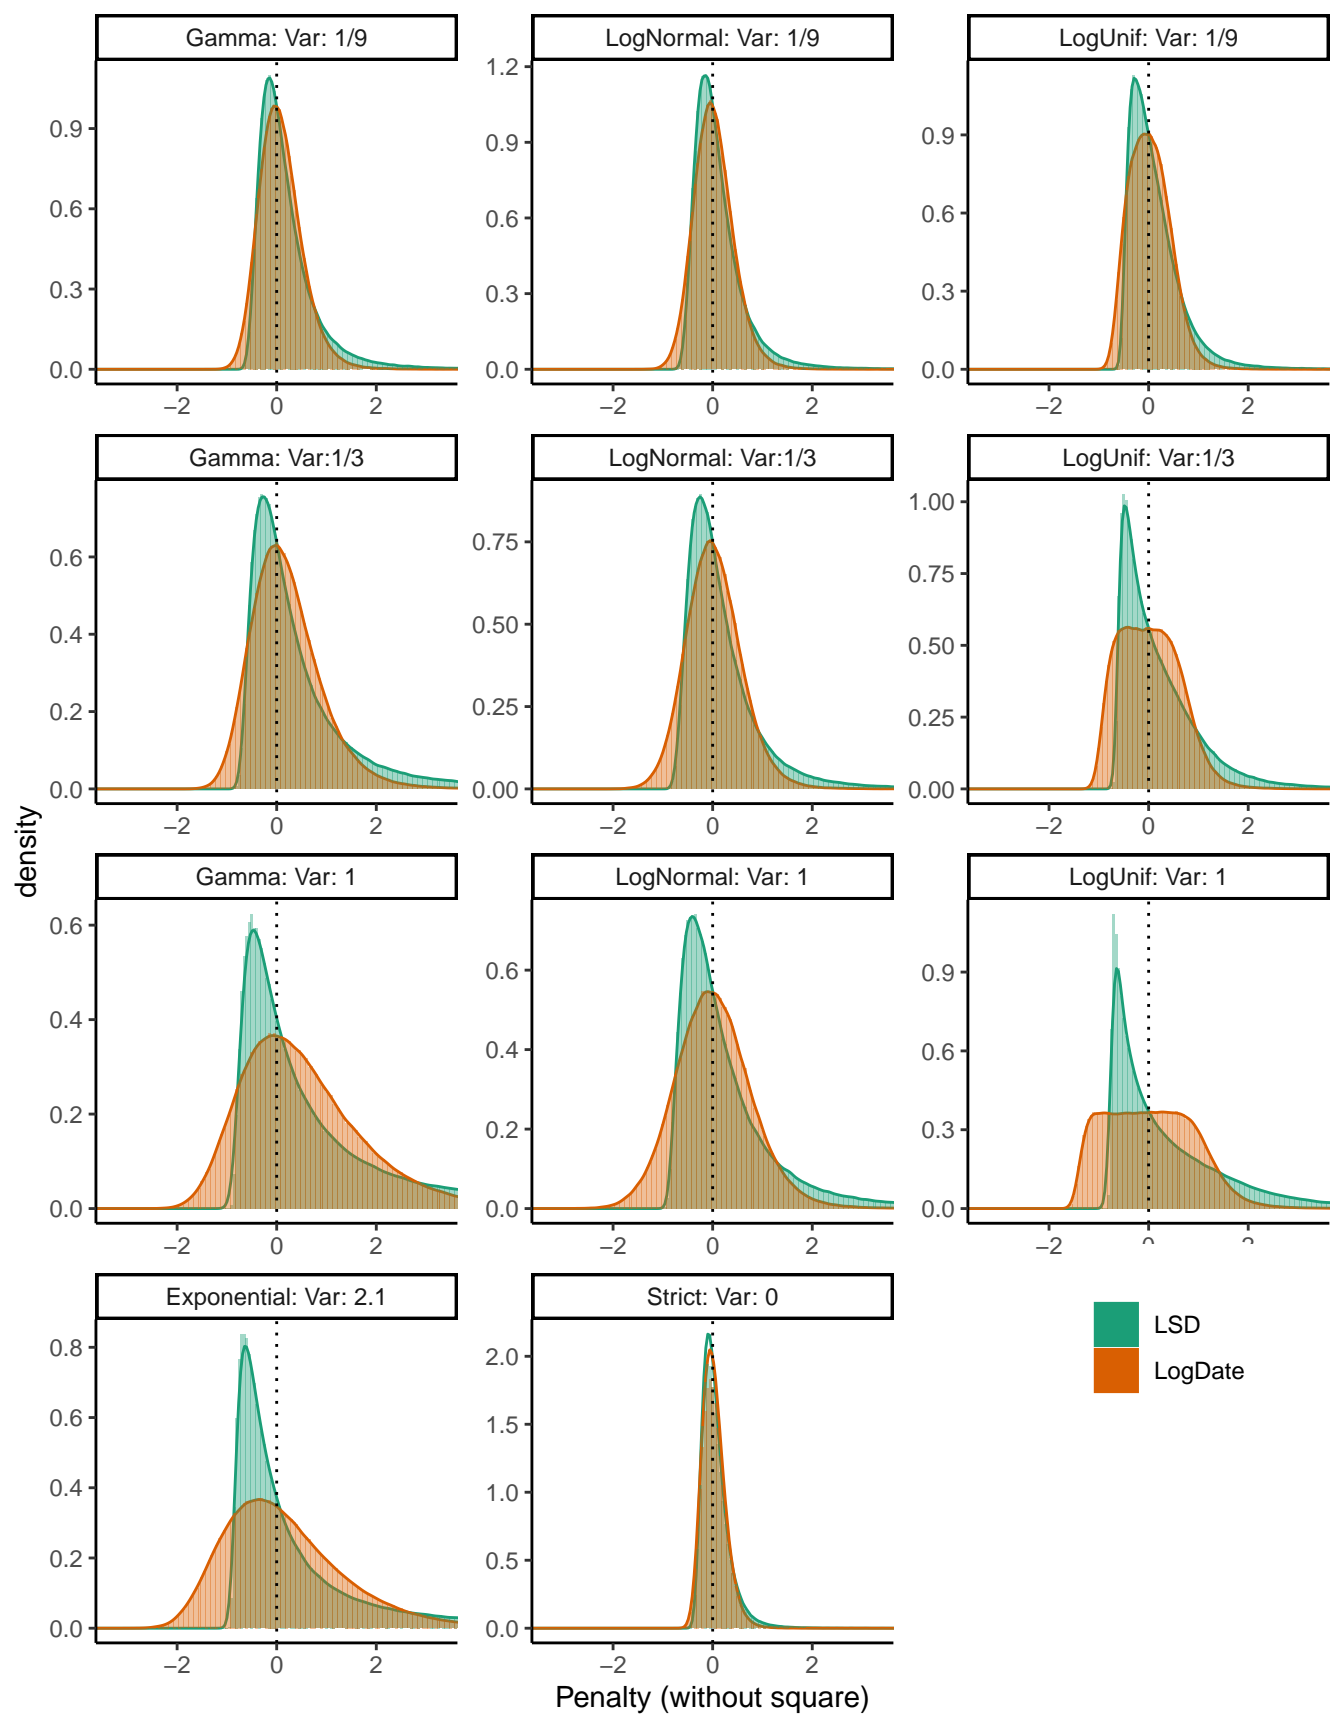 Gamma: Var: 1/9
LogNormal: Var: 1/9
LogUnif: Var: 1/9
0.9
0.6
0.3
0.0
−2 0 2
1.2
0.9
0.6
0.3
0.0
−2 0 2
0.9
0.6
0.3
0.0
−2 0 2
Gamma: Var:1/3
LogNormal: Var:1/3
LogUnif: Var:1/3
0.6
0.4
0.2
0.0
−2 0 2
0.75
0.50
0.25
0.00
−2 0 2
1.00
0.75
0.50
0.25
0.00
−2 0 2
density
Gamma: Var: 1
LogNormal: Var: 1
LogUnif: Var: 1
0.6
0.4
0.2
0.0
−2 0 2
0.6
0.4
0.2
0.0
−2 0 2
0.9
0.6
0.3
0.0
−2
Exponential: Var: 2.1
Strict: Var: 0
0.8
0.6
0.4
0.2
0.0
−2 0 2
2.0
1.5
1.0
0.5
0.0
−2 0 2
LSD
LogDate
Penalty (without square)